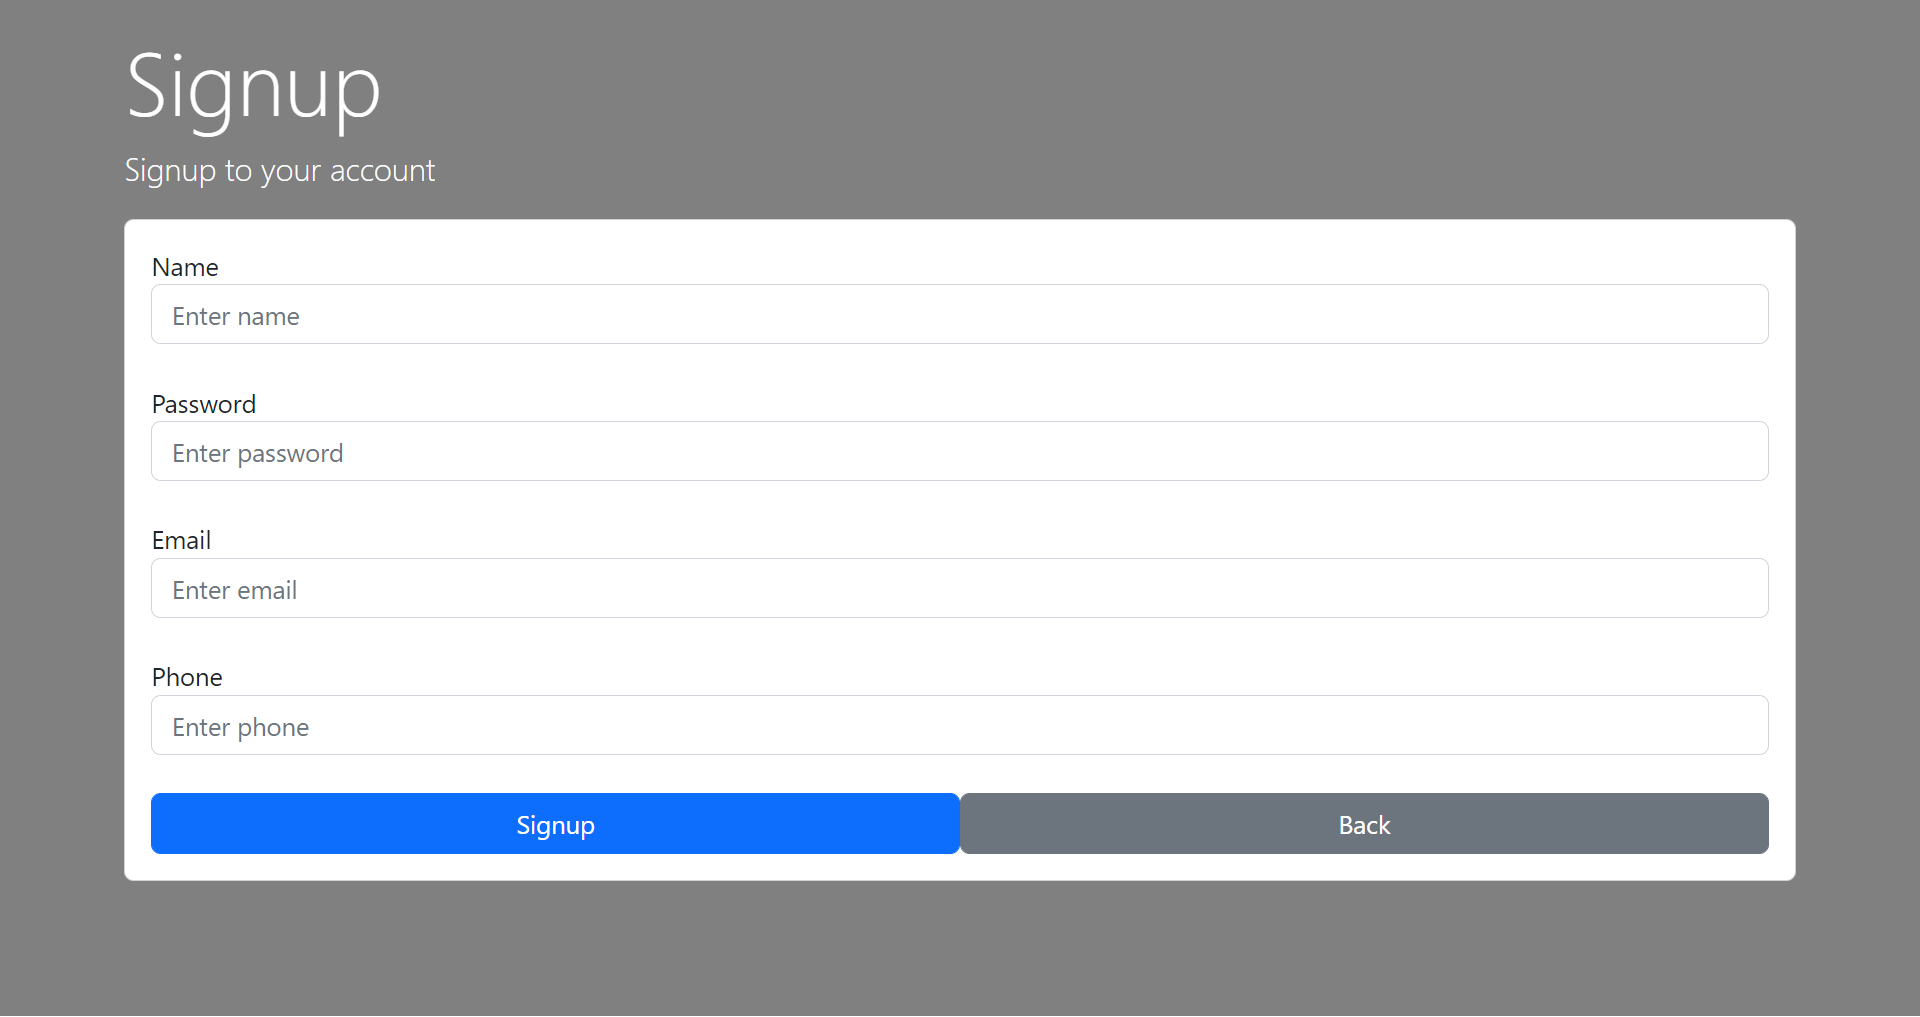 Signup
Signup to your account
Name
Enter name
Password
Enter password
Email
Enter email
Phone
Enter phone
Signup
Back